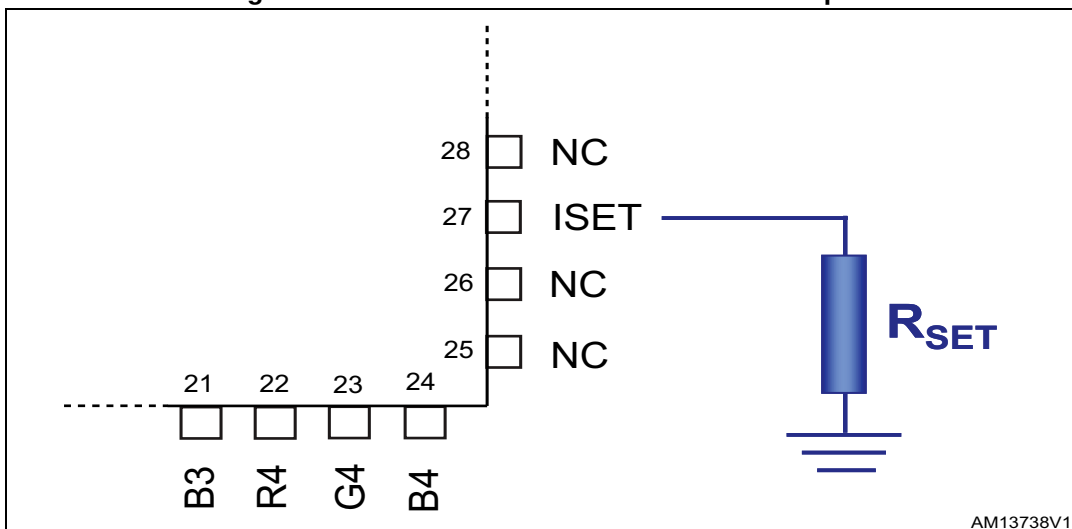 28 NC
27 ISET
26 NC
25 NC
RSET
21 22 23 24
B3 R4 G4 B4
AM13738V1